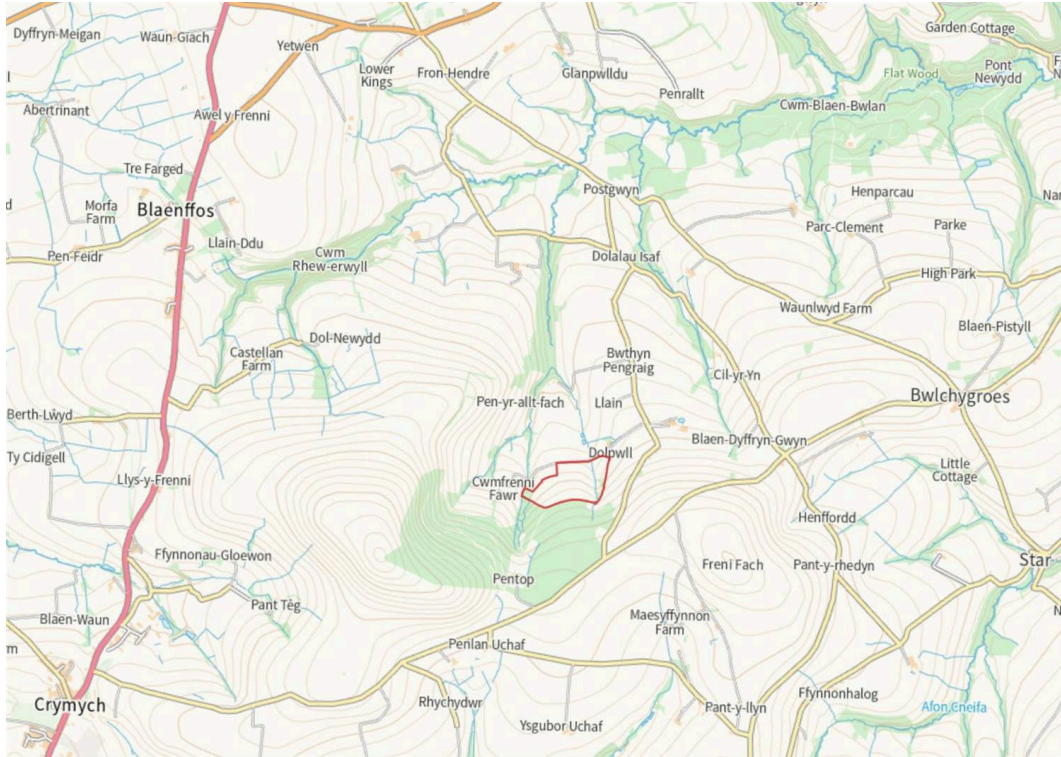 Dyffryn-Meigan
Waun-Giach
Yetwen
Garden Cottage
Lower
Kings
Fron-Hendre
Glanpwlldu
Flat Wood
Pont
Newydd
Penrallt
Abertrinant
Awel y Frenni
Cwm-Blaen-Bwlan
Tre Farged
Postgwyn
Henparcau
Morfa
Farm
Blaenffos
Parc-Clement
Parke
Llain-Ddu
Pen-Feidr
Cwm
Rhew-erwyll
Dolalau Isaf
High Park
Waunlwyd Farm
Blaen-Pistyll
Dol-Newydd
Castellan
Farm
Bwthyn
Pengraig
Cil-yr-Yn
Bwlchygroes
Pen-yr-allt-fach
Llain
Berth-Lŵyd
Blaen-Dyffryn-Gwyn
Ty Cidigell
Dolpwll
Little
Cottage
Llys-y-Frenni
Cwmfrenni
Fawr
Henffordd
Ffynnonau-Gloewon
Freni Fach
Pant-y-rhedyn
Star
Pentop
Pant Têg
Blaen-Waun
Maesyffynnon
Farm
m
Penlan Uchaf
Crymych
Rhychydwr
Ffynnonhalog
Pant-y-llyn
Afon Cneifa
Ysgubor Uchaf